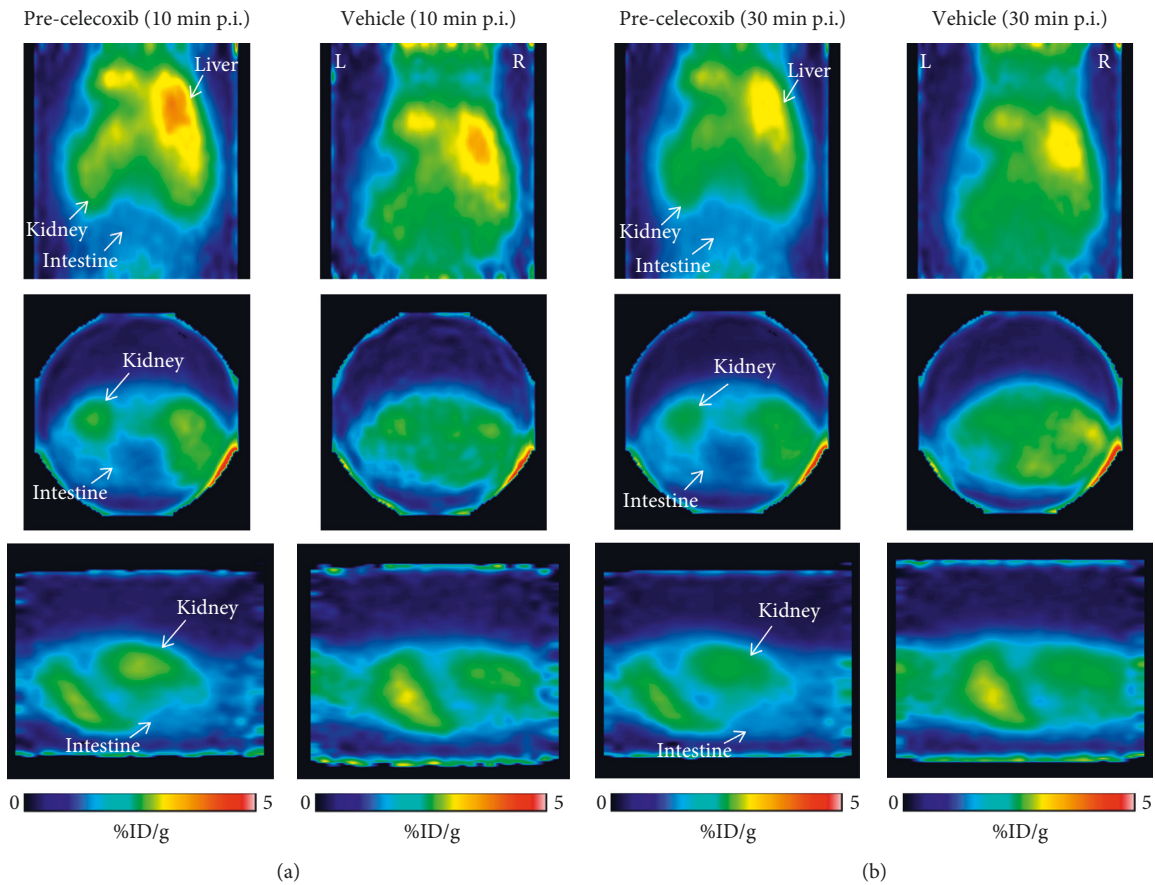 Pre-celecoxib (10 min p.i.)
Vehicle (10 min p.i.)
Pre-celecoxib (30 min p.i.)
Vehicle (30 min p.i.)
Liver
Kidney
Intestine
L R
Liver
Kidney
Intestine
L R
Kidney
Intestine
Kidney
Intestine
Kidney
Intestine
Kidney
Intestine
0 5
%ID/g
0 5
%ID/g
0 5
%ID/g
0 5
%ID/g
(a)
(b)